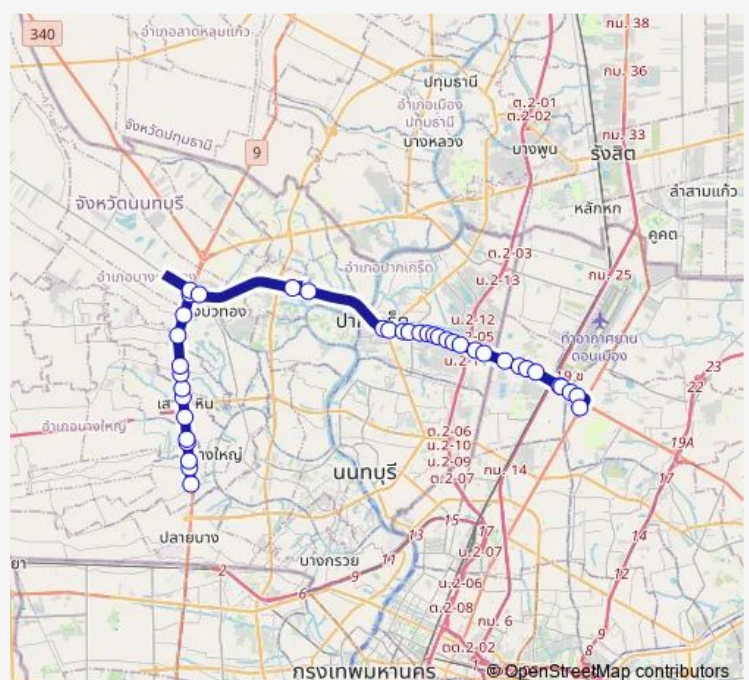 กม. 38
340
อำเภอลาดหลุมแก้ว
กม. 36
ปทุมธานี
อำเภอเมือง
ปทุมธานี
บางหลวง
ต.2-01
ต.2-02
บางพูน
กม. 33
รังสิต
จังหวัดปทุมธานี
9
ลำสามแก้ว
จังหวัดนนทบุรี
หลักหก
คูคต
ต.2-03
น.2-13
กม. 25
อำเภอปากเกร็ด
น.2-12
ท่าอากาศยาน
ดอนเมือง
19 ข
22
23
17
19A
อำเภอบางใหญ่
ต.2-06
น.2-10
น.2-09
ต.2-07
นนทบุรี
กม. 14
17
15
13
14
ปลายบาง
บางกรวย
11
9
6
2
น.2-07
12
น.2-06
ต.2-08
กม. 6
9
8
ตต.2-02
1
กรุงเทพมหานคร
© OpenStreetMap contributors